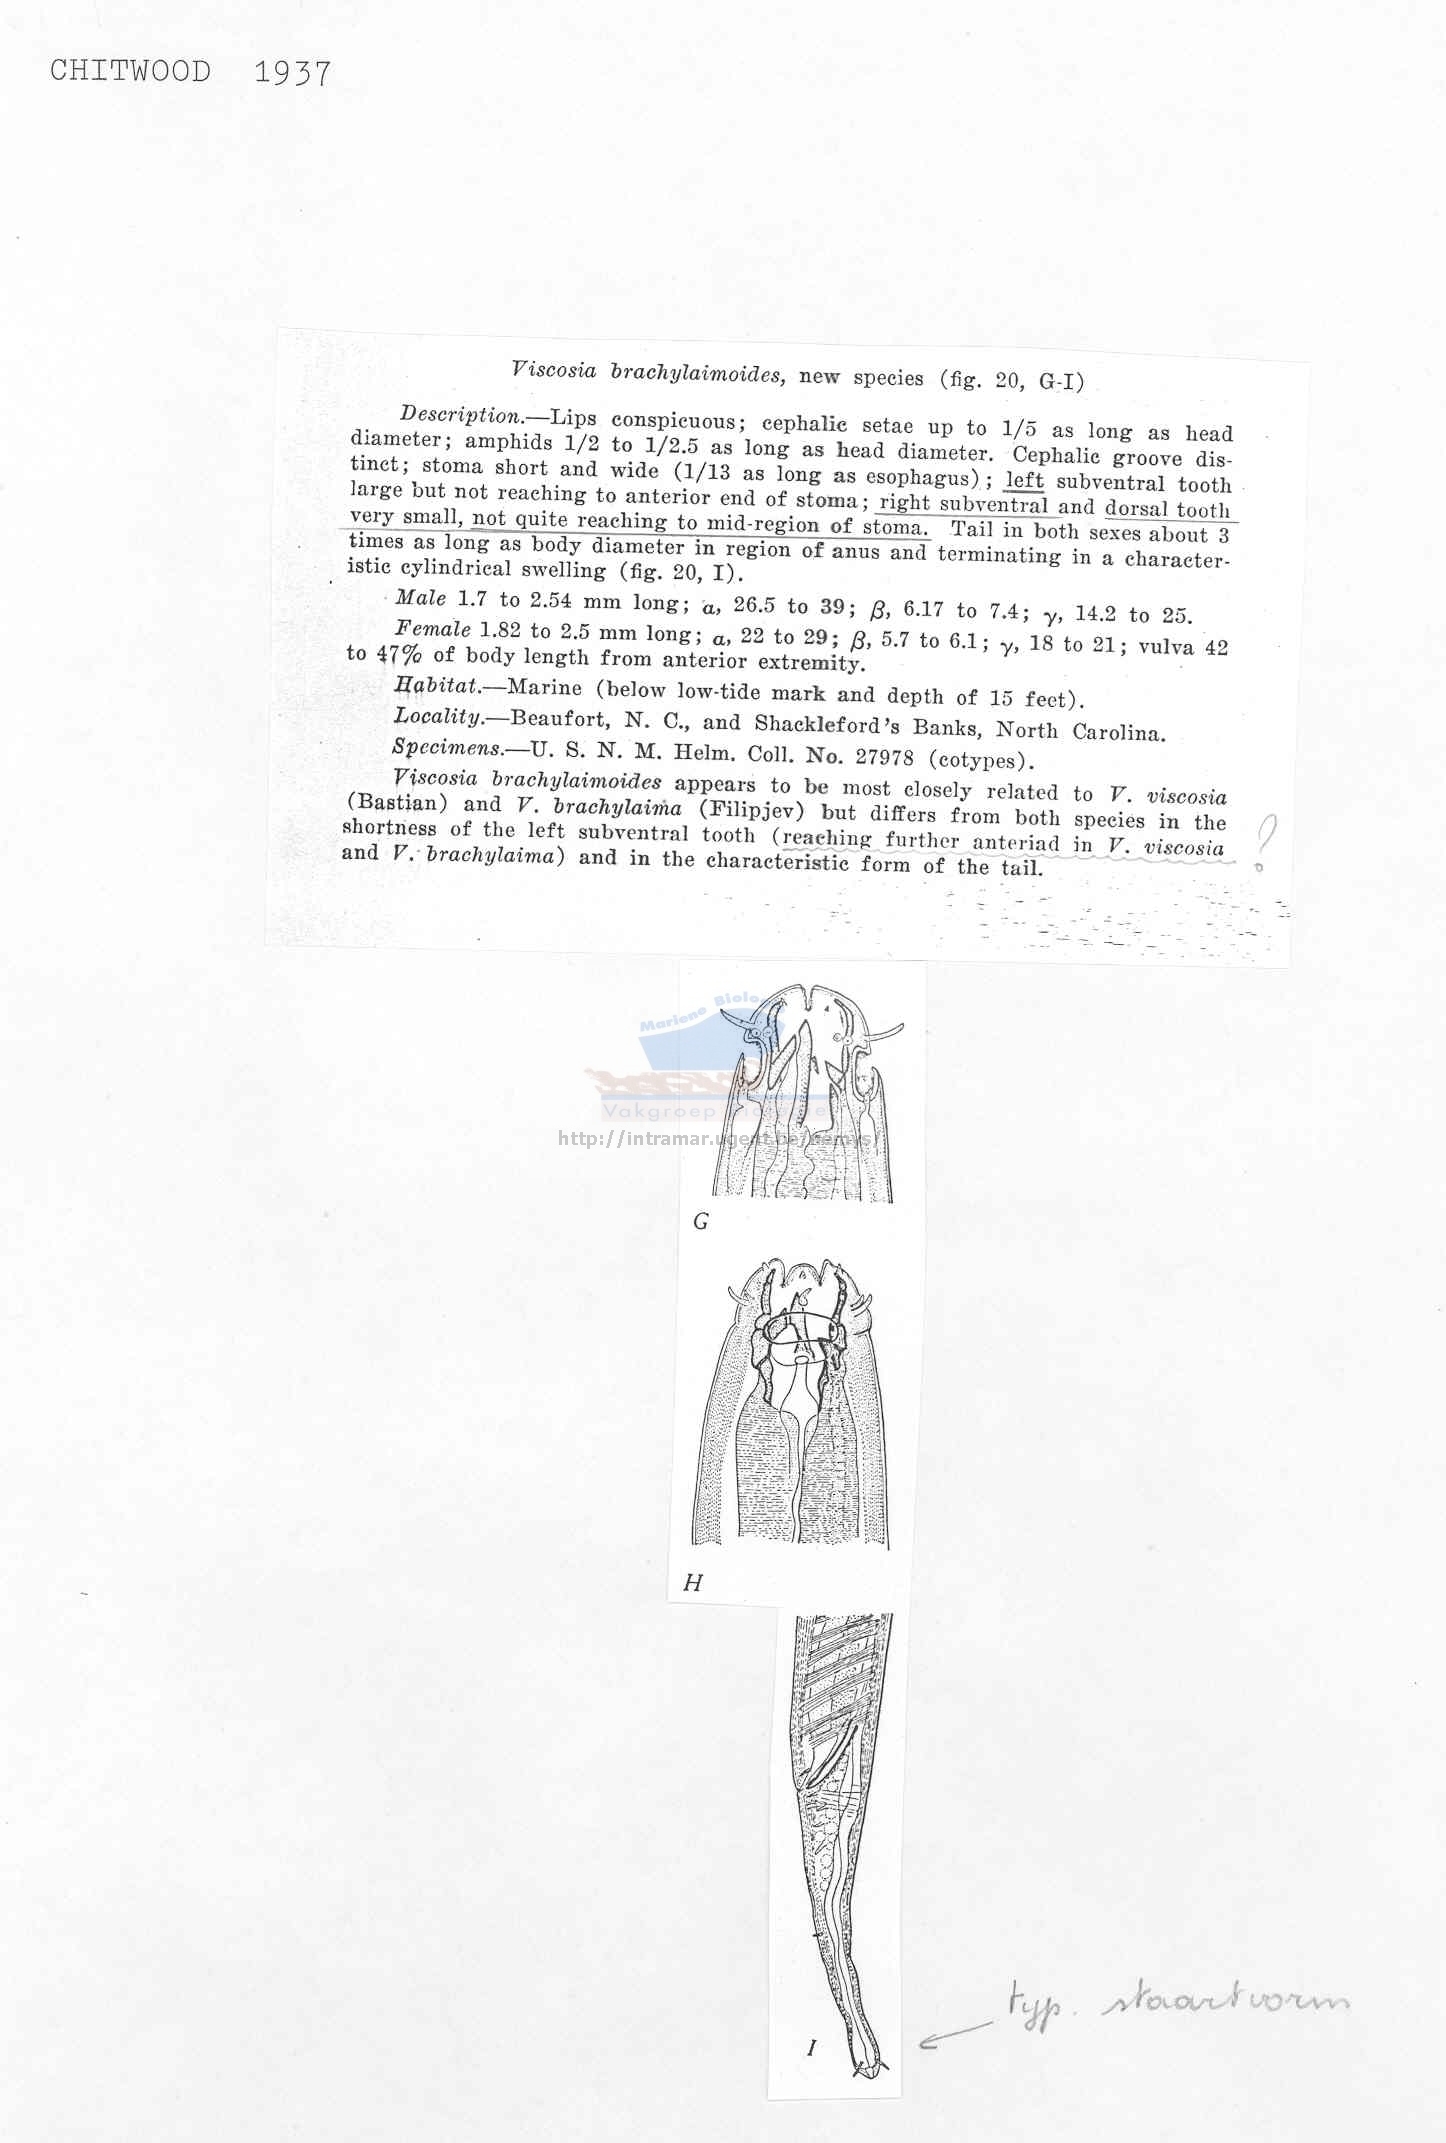 CHITWOOD 1937
Viscosia brachylaimoides, new species (fig. 20, G-I)
Description.—Lips conspicuous; cephalic setae up to 1/5 as long as head
diameter; amphids 1/2 to 1/2.5 as long as head diameter. Cephalic groove dis-
tinct; stoma short and wide (1/13 as long as esophagus); left subventral tooth
large but not reaching to anterior end of stoma; right subventral and dorsal tooth
very small, not quite reaching to mid-region of stoma. Tail in both sexes about 3
times as long as body diameter in region of anus and terminating in a character-
istic cylindrical swelling (fig. 20, I).
Male 1.7 to 2.54 mm long; α, 26.5 to 39; β, 6.17 to 7.4; γ, 14.2 to 25.
Female 1.82 to 2.5 mm long; α, 22 to 29; β, 5.7 to 6.1; γ, 18 to 21; vulva 42
to 47% of body length from anterior extremity.
Habitat.—Marine (below low-tide mark and depth of 15 feet).
Locality.—Beaufort, N. C., and Shackleford's Banks, North Carolina.
Specimens.—U. S. N. M. Helm. Coll. No. 27978 (cotypes).
Viscosia brachylaimoides appears to be most closely related to V. viscosia
(Bastian) and V. brachylaima (Filipjev) but differs from both species in the
shortness of the left subventral tooth (reaching further anteriad in V. viscosia
and V. brachylaima) and in the characteristic form of the tail.
?
Mariene Biolo
Vakgroep
http://intramar.ugent.be/nemys/
G
H
I
typ. staartvorm